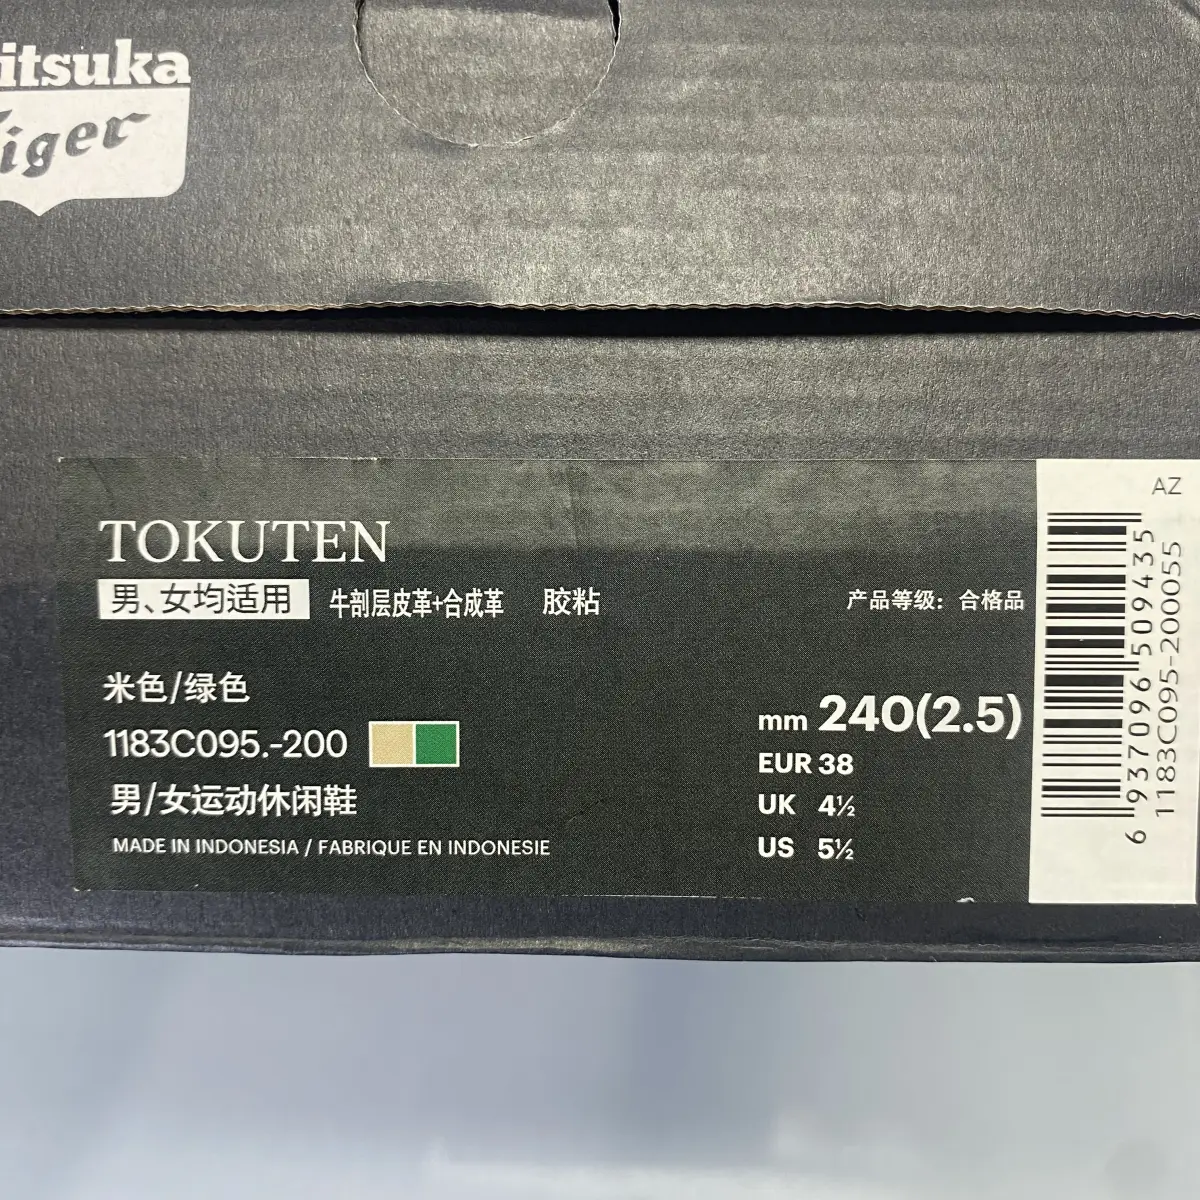 itsuka
Tiger
AZ
TOKUTEN
男、女均适用 牛剖层皮革+合成革 胶粘 产品等级：合格品
米色/绿色
1183C095.-200
男/女运动休闲鞋
MADE IN INDONESIA / FABRIQUE EN INDONESIE
mm 240(2.5)
EUR 38
UK 4½
US 5½
6 937096 509435
1183C095-200055